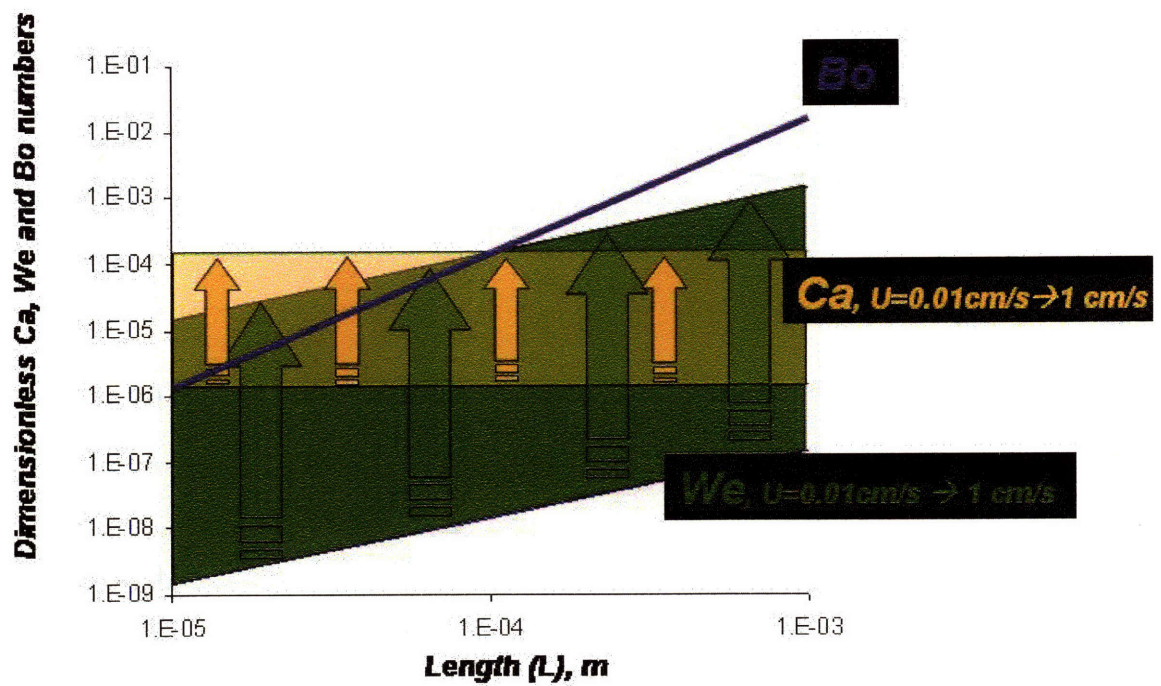 Dimensionless Ca, We and Bo numbers
1.E-01
1.E-02
1.E-03
1.E-04
1.E-05
1.E-06
1.E-07
1.E-08
1.E-09
Bo
Ca, U=0.01cm/s→1 cm/s
We, U=0.01cm/s → 1 cm/s
1.E-05
1.E-04
1.E-03
Length (L), m